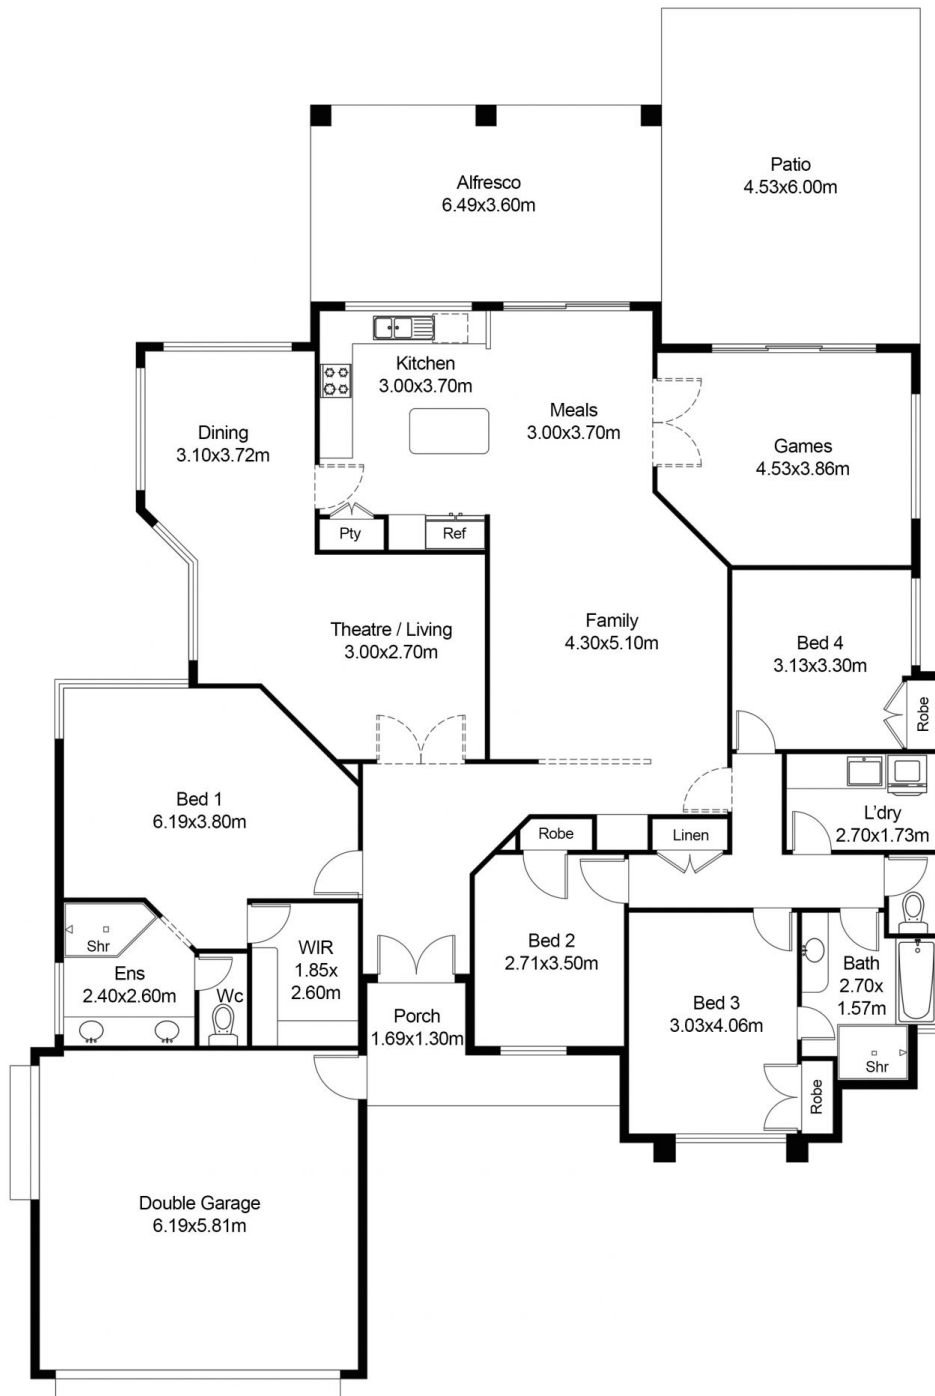 Patio
4.53x6.00m
Alfresco
6.49x3.60m
Kitchen
3.00x3.70m
Meals
3.00x3.70m
Dining
3.10x3.72m
Games
4.53x3.86m
Pty
Ref
Theatre / Living
3.00x2.70m
Family
4.30x5.10m
Bed 4
3.13x3.30m
Robe
Bed 1
6.19x3.80m
L'dry
2.70x1.73m
Robe
Linen
Shr
Ens
2.40x2.60m
Wc
WIR
1.85x
2.60m
Porch
1.69x1.30m
Bed 2
2.71x3.50m
Bed 3
3.03x4.06m
Bath
2.70x
1.57m
Shr
Robe
Double Garage
6.19x5.81m